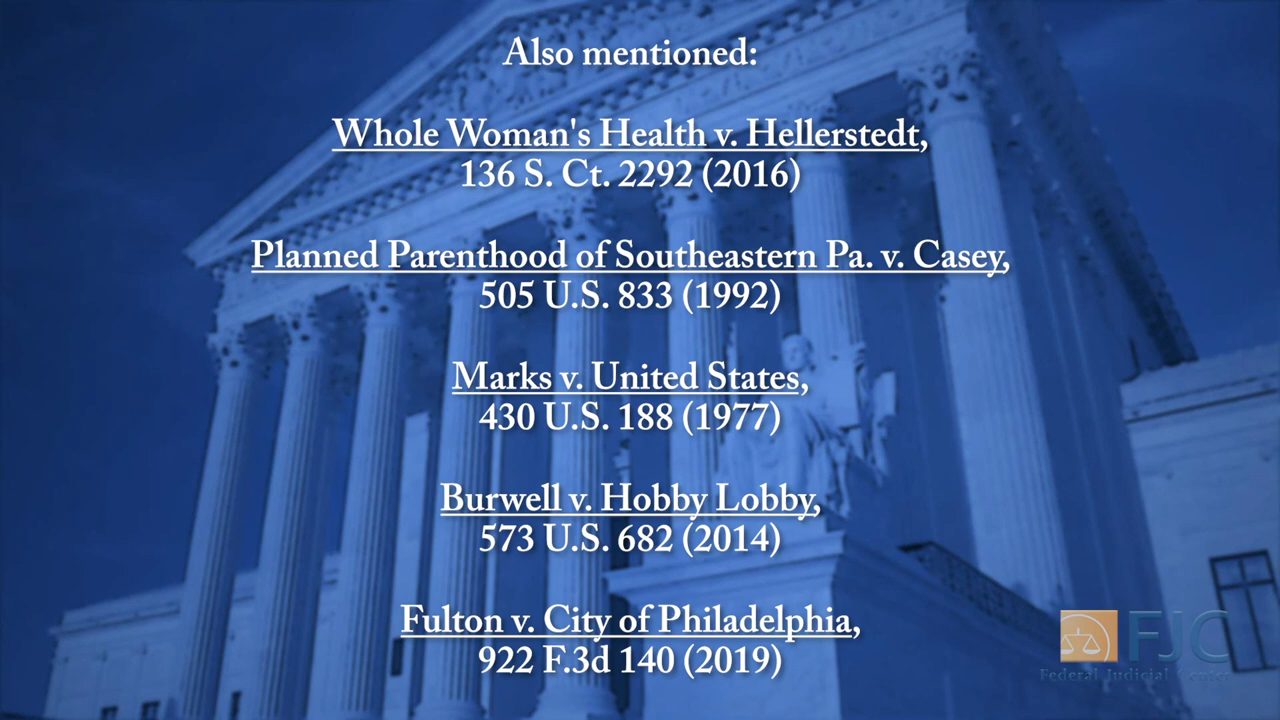 Also mentioned:
Whole Woman's Health v. Hellerstedt,
136 S. Ct. 2292 (2016)
Planned Parenthood of Southeastern Pa. v. Casey,
505 U.S. 833 (1992)
Marks v. United States,
430 U.S. 188 (1977)
Burwell v. Hobby Lobby,
573 U.S. 682 (2014)
Fulton v. City of Philadelphia,
922 F.3d 140 (2019)
FJC
Federal Judicial Center